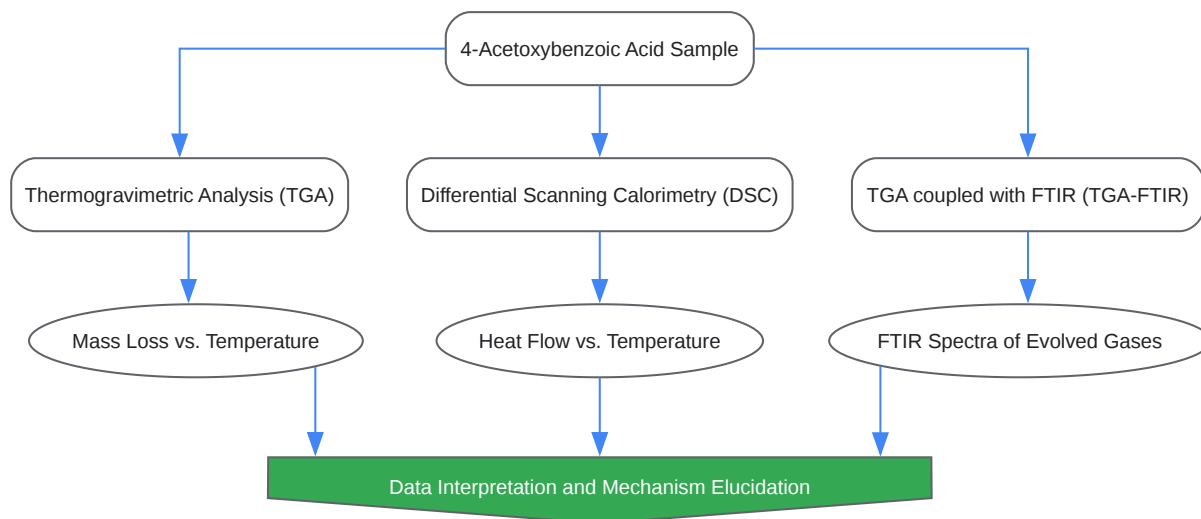 4-Acetoxybenzoic Acid Sample
Thermogravimetric Analysis (TGA)
Differential Scanning Calorimetry (DSC)
TGA coupled with FTIR (TGA-FTIR)
Mass Loss vs. Temperature
Heat Flow vs. Temperature
FTIR Spectra of Evolved Gases
Data Interpretation and Mechanism Elucidation